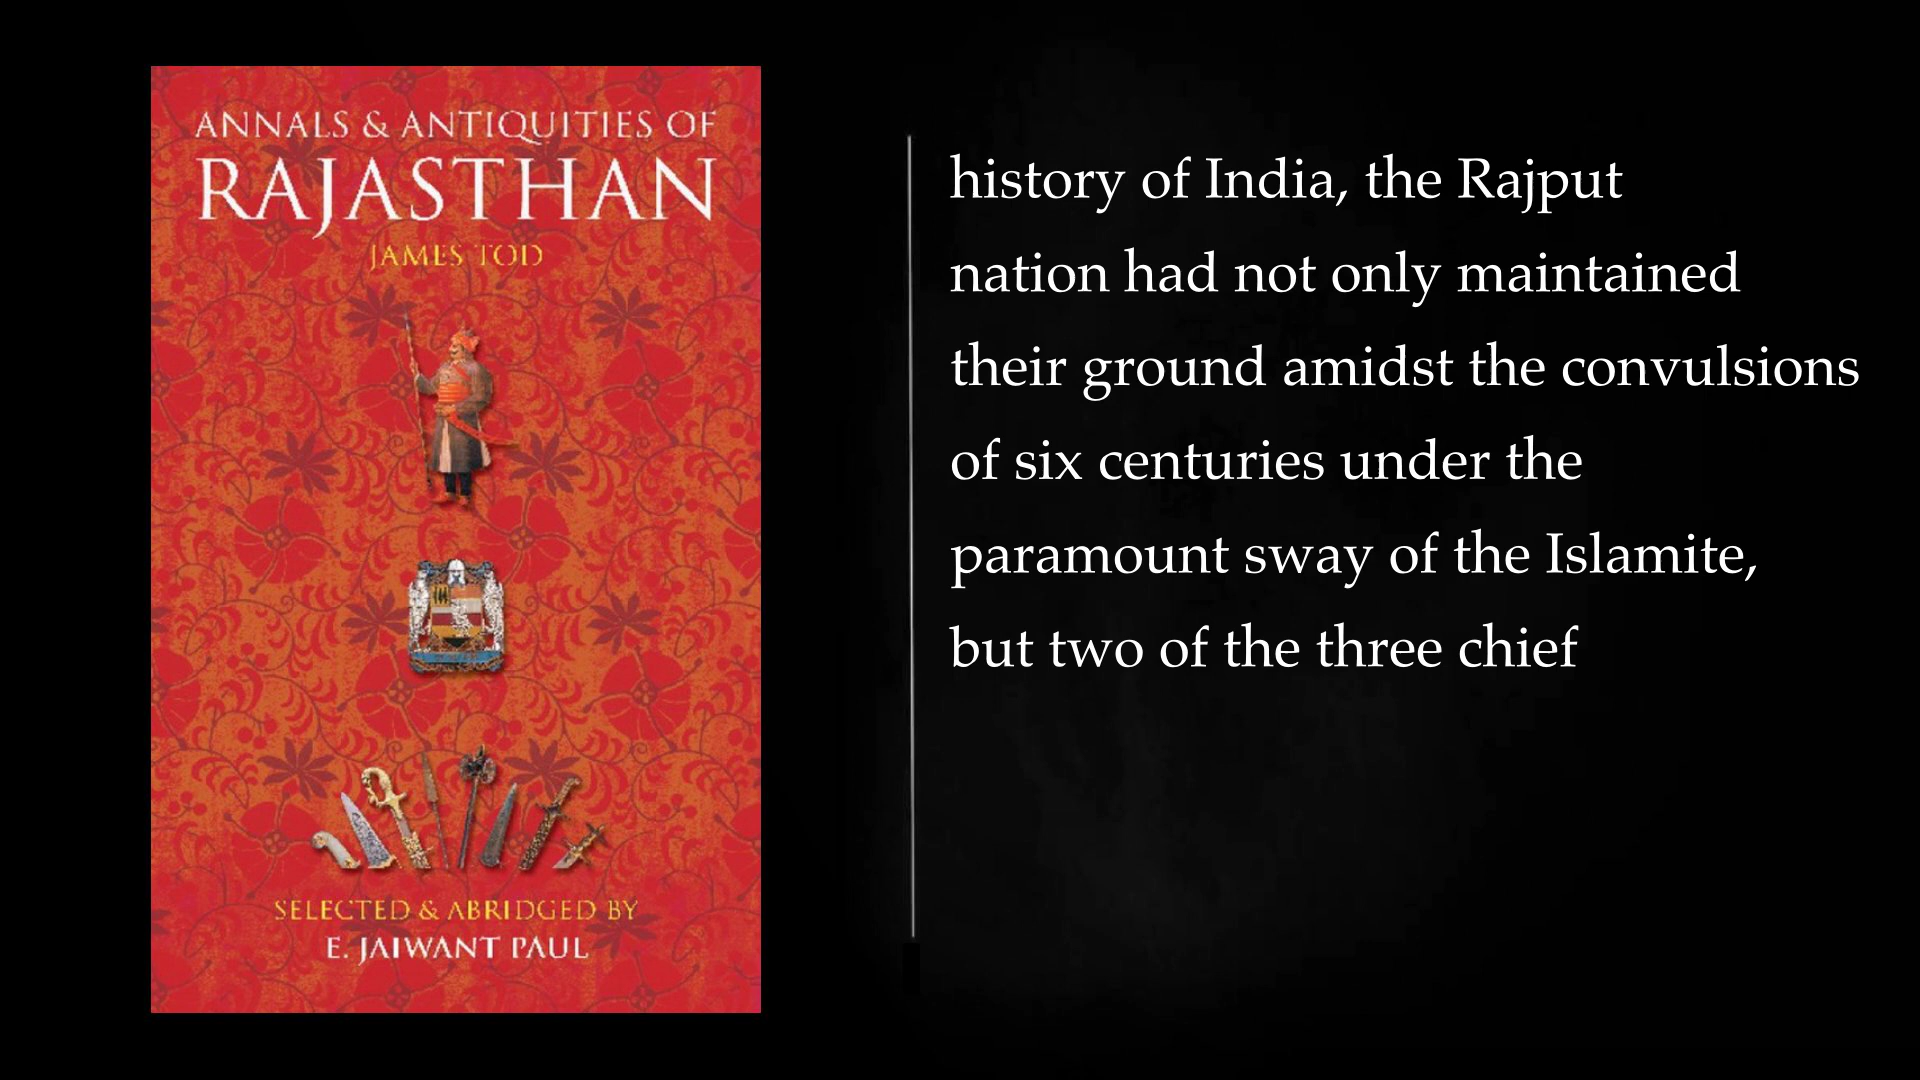 ANNALS & ANTIQUITIES OF
RAJASTHAN
JAMES TOD
SELECTED & ABRIDGED BY
E. JAIWANT PAUL
history of India, the Rajput
nation had not only maintained
their ground amidst the convulsions
of six centuries under the
paramount sway of the Islamite,
but two of the three chief